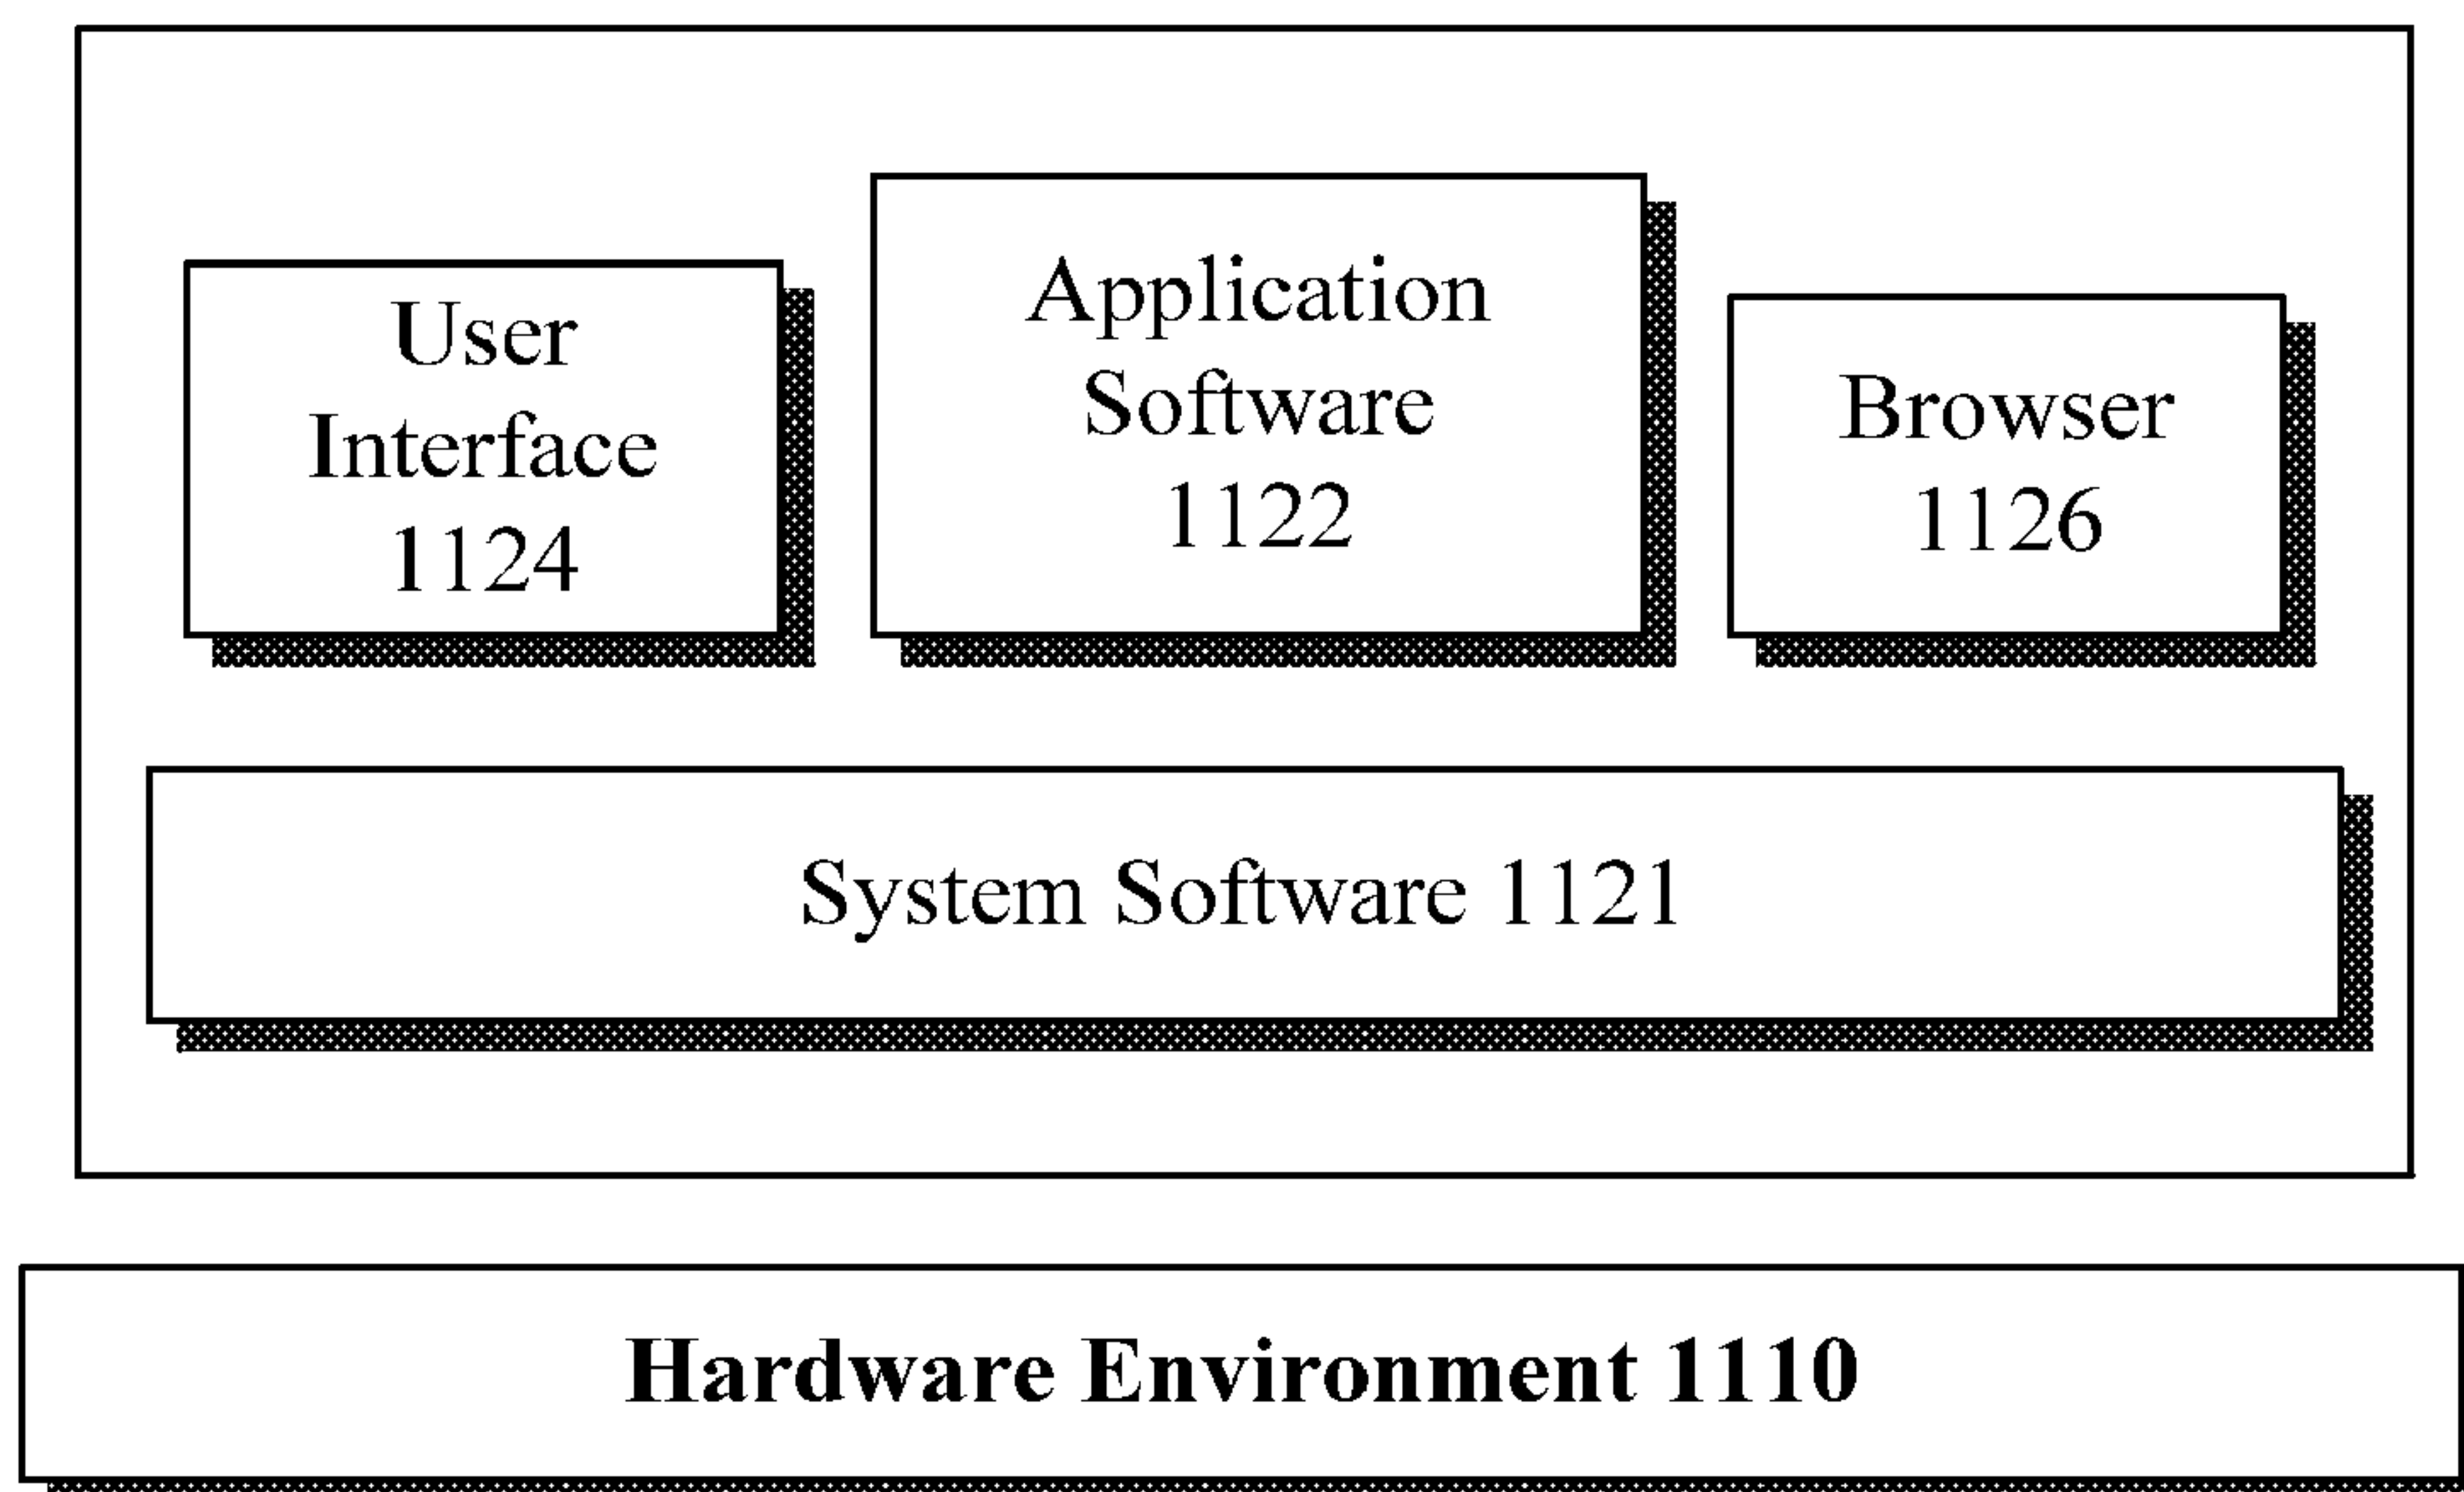 User
Interface
1124
Application
Software
1122
Browser
1126
System Software 1121
Hardware Environment 1110